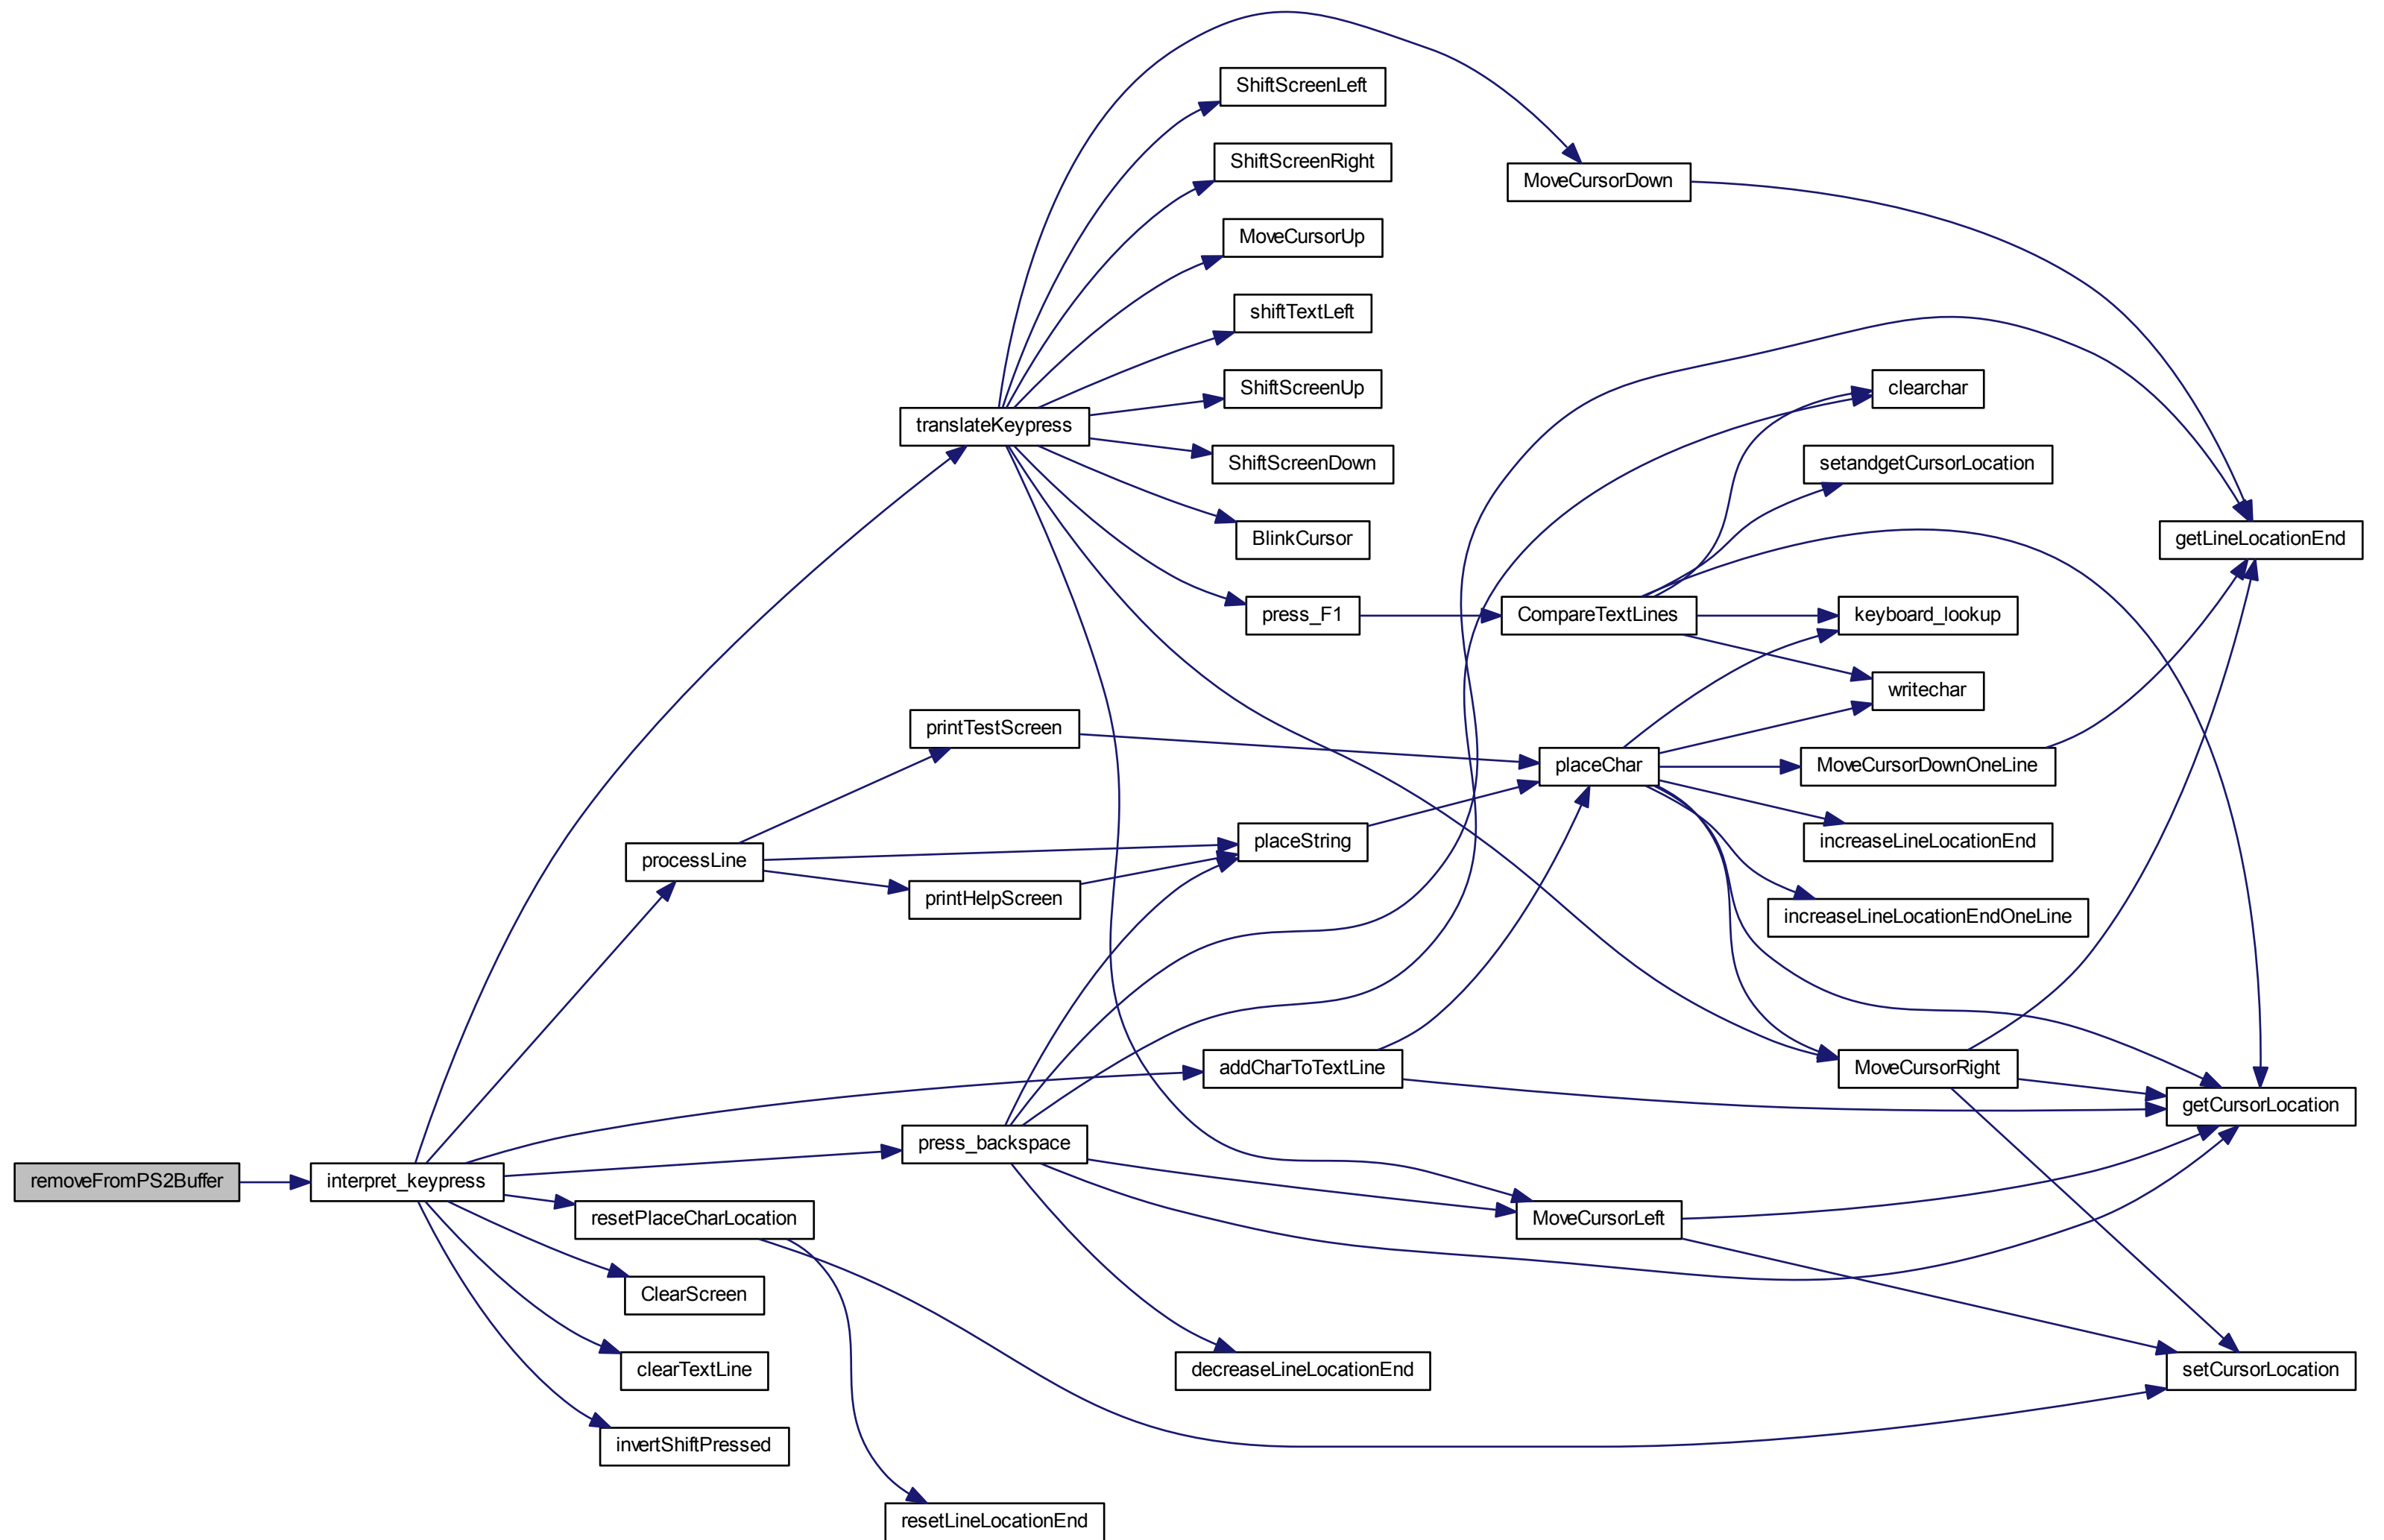 ShiftScreenLeft
ShiftScreenRight
MoveCursorDown
MoveCursorUp
shiftTextLeft
ShiftScreenUp
clearchar
translateKeypress
ShiftScreenDown
setandgetCursorLocation
BlinkCursor
getLineLocationEnd
press_F1
CompareTextLines
keyboard_lookup
writechar
printTestScreen
placeChar
MoveCursorDownOneLine
processLine
placeString
increaseLineLocationEnd
printHelpScreen
increaseLineLocationEndOneLine
addCharToTextLine
MoveCursorRight
getCursorLocation
press_backspace
removeFromPS2Buffer
interpret_keypress
resetPlaceCharLocation
MoveCursorLeft
ClearScreen
clearTextLine
decreaseLineLocationEnd
setCursorLocation
invertShiftPressed
resetLineLocationEnd